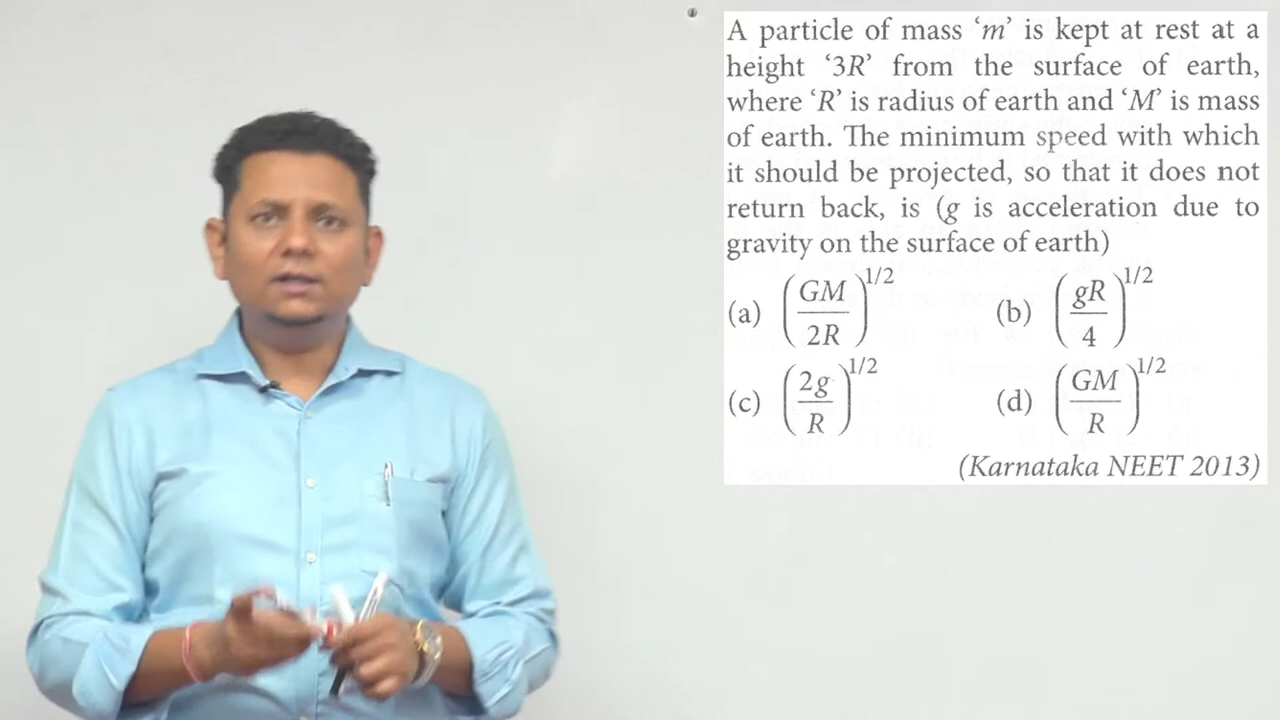 A particle of mass ‘m’ is kept at rest at a
height ‘3R’ from the surface of earth,
where ‘R’ is radius of earth and ‘M’ is mass
of earth. The minimum speed with which
it should be projected, so that it does not
return back, is (g is acceleration due to
gravity on the surface of earth)
(a) (GM/2R)^1/2 (b) (gR/4)^1/2
(c) (2g/R)^1/2 (d) (GM/R)^1/2
(Karnataka NEET 2013)